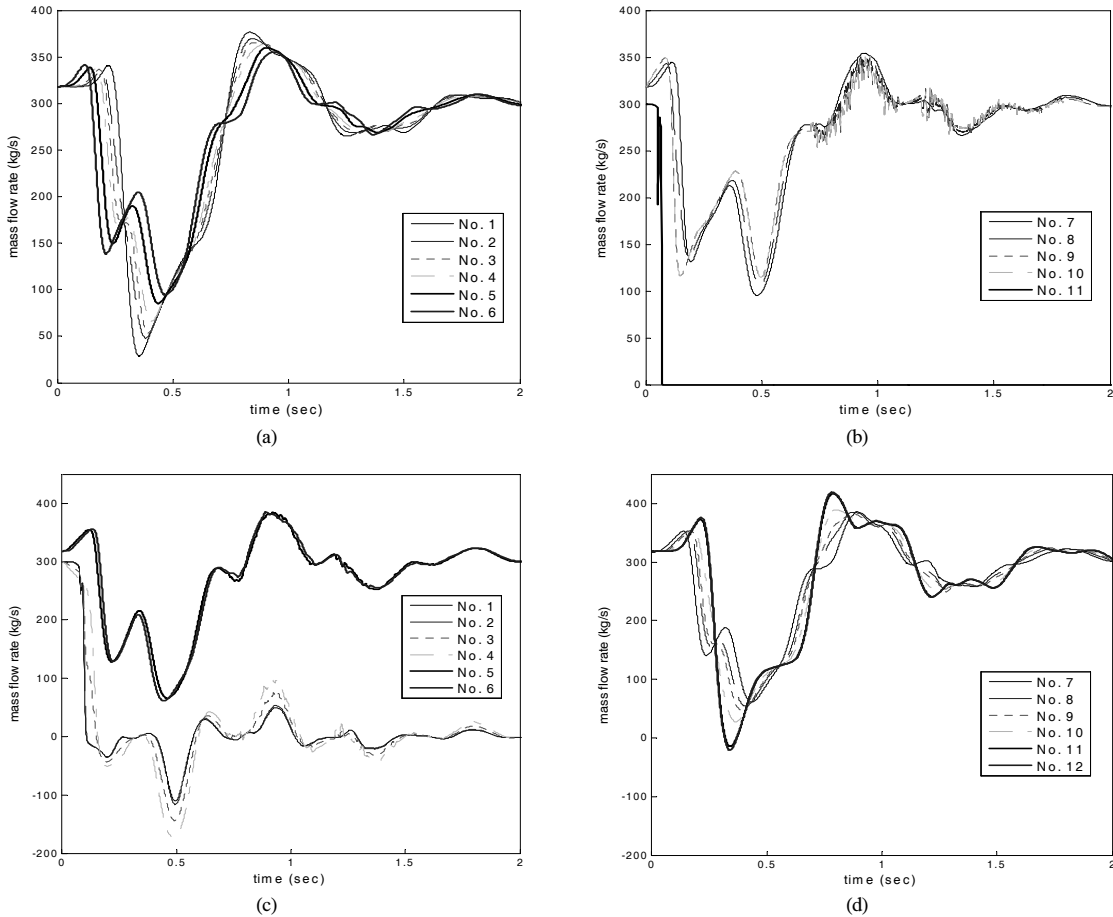 400
350
300
250
200
150
100
50
0
mass flow rate (kg/s)
0
0.5
1
1.5
2
time (sec)
No. 1
No. 2
No. 3
No. 4
No. 5
No. 6
(a)
400
350
300
250
200
150
100
50
0
mass flow rate (kg/s)
0
0.5
1
1.5
2
time (sec)
No. 7
No. 8
No. 9
No. 10
No. 11
(b)
400
300
200
100
0
-100
-200
mass flow rate (kg/s)
0
0.5
1
1.5
2
time (sec)
No. 1
No. 2
No. 3
No. 4
No. 5
No. 6
(c)
400
300
200
100
0
-100
-200
mass flow rate (kg/s)
0
0.5
1
1.5
2
time (sec)
No. 7
No. 8
No. 9
No. 10
No. 11
No. 12
(d)